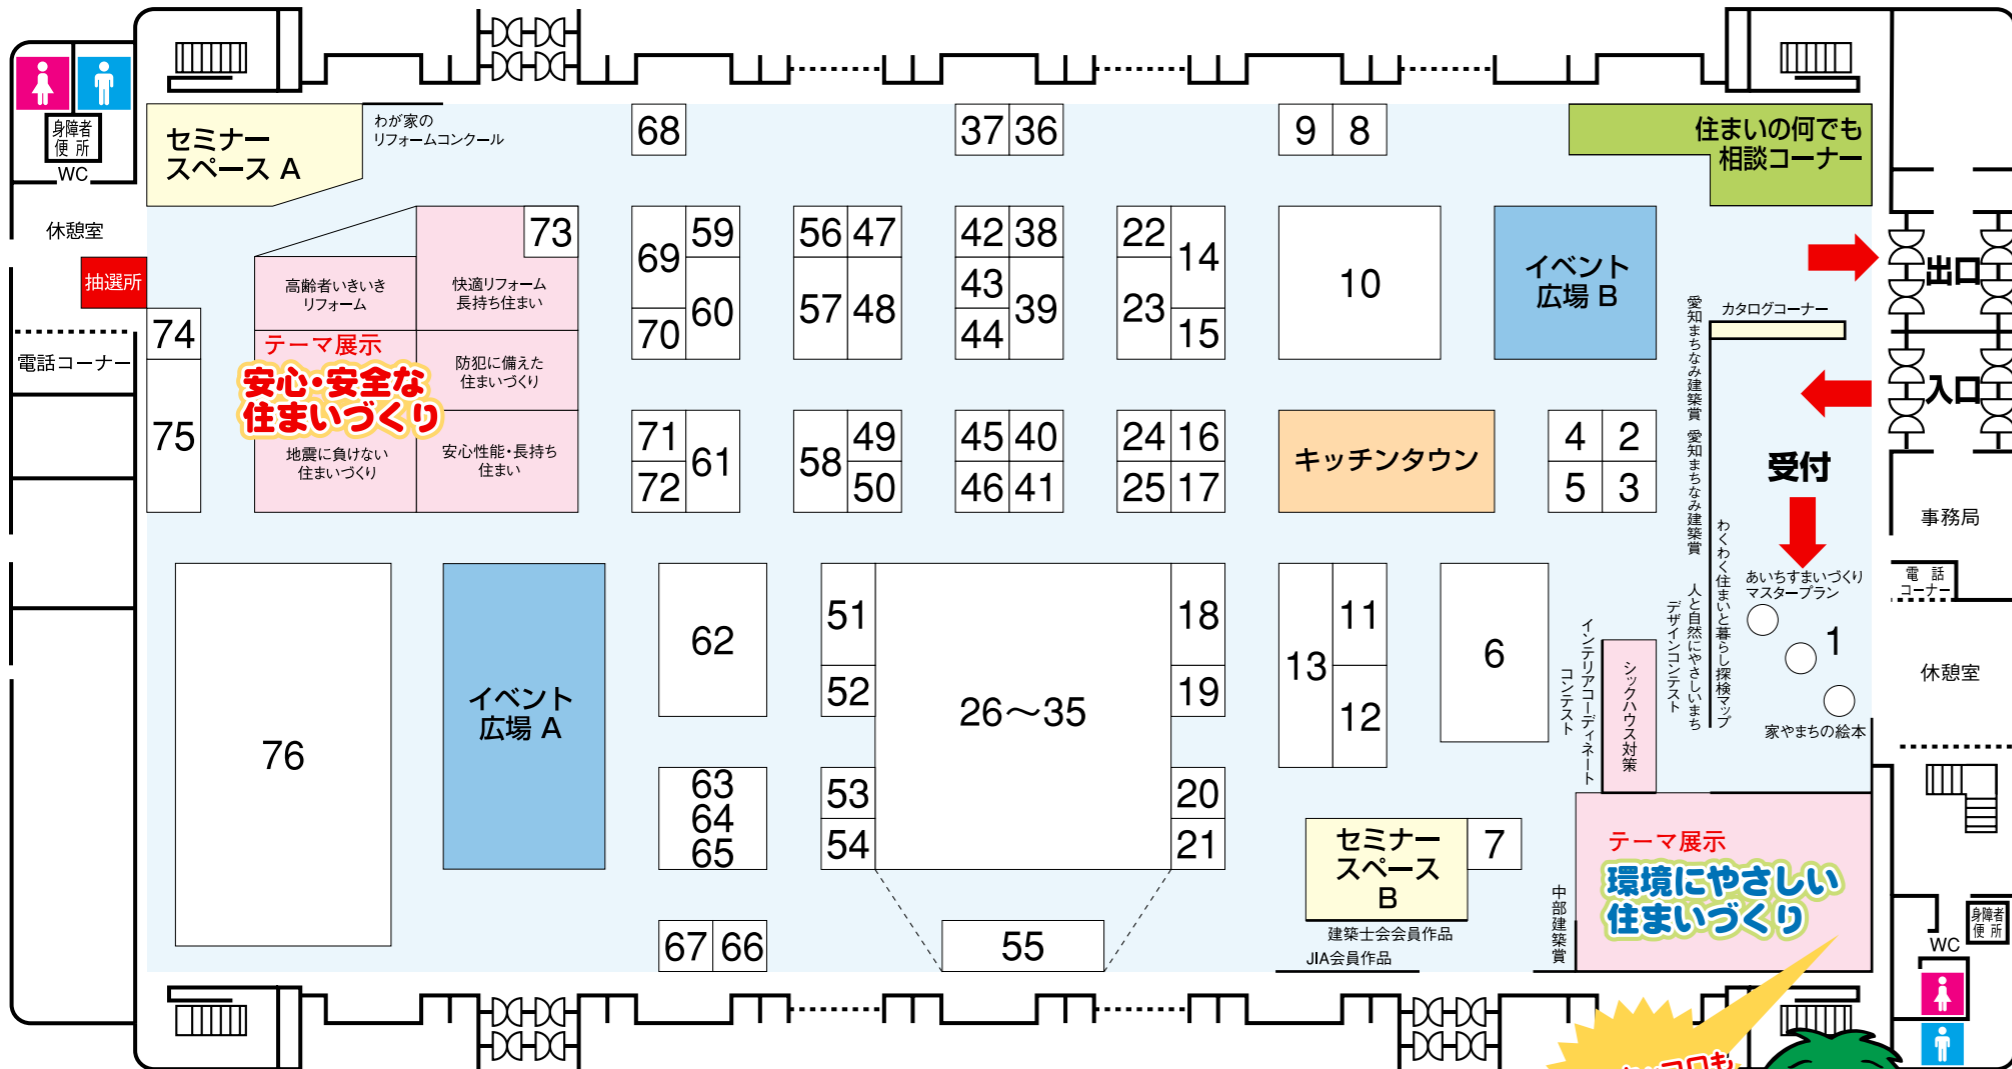 身障者
便所
WC
休憩室
抽選所
電話コーナー
セミナー
スペース A
わが家の
リフォームコンクール
68
37
36
9
8
住まいの何でも
相談コーナー
73
高齢者いきいき
リフォーム
快適リフォーム
長持ち住まい
テーマ展示
安心・安全な
住まいづくり
防犯に備えた
住まいづくり
地震に負けない
住まいづくり
安心性能・長持ち
住まい
74
75
69
59
60
70
56
47
57
48
42
38
43
39
44
22
14
23
15
10
イベント
広場 B
出口
カタログコーナー
入口
受付
愛知まちなみ建築賞
愛知まちなみ建築賞
71
61
72
58
49
50
45
40
46
41
24
16
25
17
キッチンタウン
4
2
5
3
事務局
電話
コーナー
休憩室
わくわく住まいと暮らし探検マップ
人と自然にやさしいまち
デザインコンテスト
あいちすまいづくり
マスタープラン
1
家やまちの絵本
76
イベント
広場 A
62
51
52
26〜35
18
19
13
11
12
6
インテリアコーディネート
コンテスト
シックハウス対策
63
64
65
53
54
20
21
セミナー
スペース
B
7
テーマ展示
環境にやさしい
住まいづくり
中部建築賞
67
66
55
建築士会会員作品
JIA会員作品
WC
身障者
便所